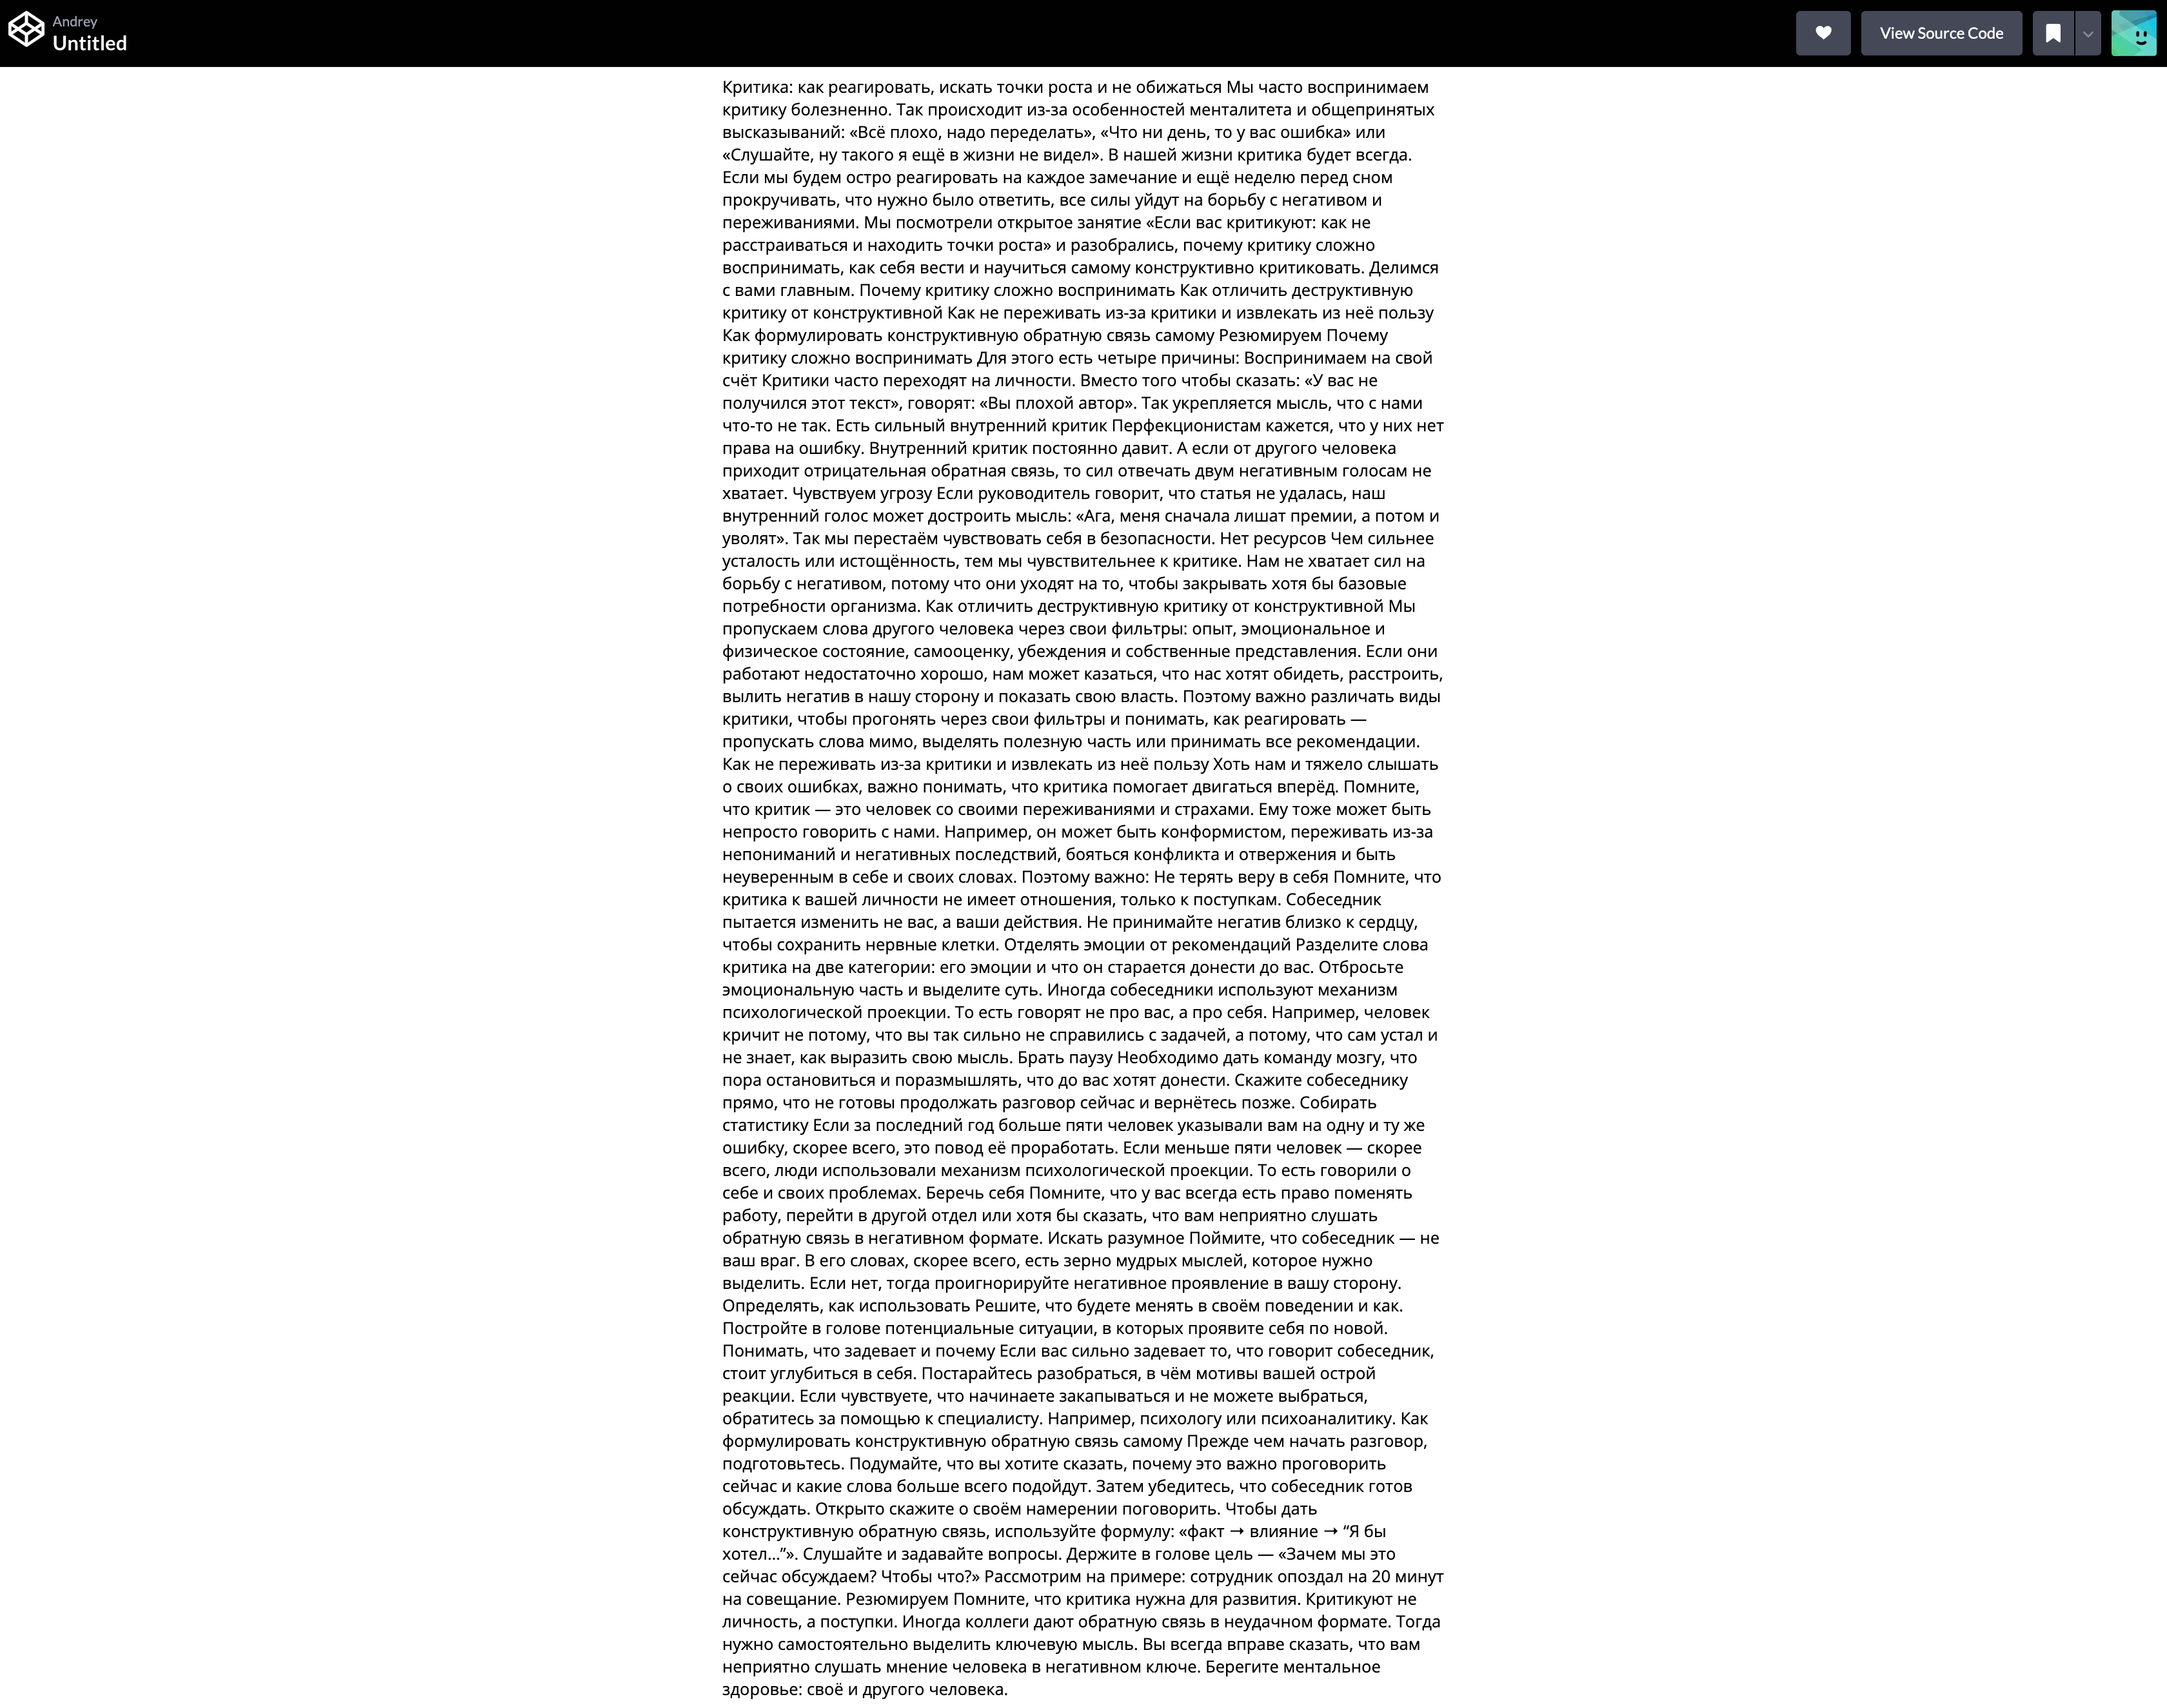 Andrey
Untitled
View Source Code
Критика: как реагировать, искать точки роста и не обижаться Мы часто воспринимаем
критику болезненно. Так происходит из-за особенностей менталитета и общепринятых
высказываний: «Всё плохо, надо переделать», «Что ни день, то у вас ошибка» или
«Слушайте, ну такого я ещё в жизни не видел». В нашей жизни критика будет всегда.
Если мы будем остро реагировать на каждое замечание и ещё неделю перед сном
прокручивать, что нужно было ответить, все силы уйдут на борьбу с негативом и
переживаниями. Мы посмотрели открытое занятие «Если вас критикуют: как не
расстраиваться и находить точки роста» и разобрались, почему критику сложно
воспринимать, как себя вести и научиться самому конструктивно критиковать. Делимся
с вами главным. Почему критику сложно воспринимать Как отличить деструктивную
критику от конструктивной Как не переживать из-за критики и извлекать из неё пользу
Как формулировать конструктивную обратную связь самому Резюмируем Почему
критику сложно воспринимать Для этого есть четыре причины: Воспринимаем на свой
счёт Критики часто переходят на личности. Вместо того чтобы сказать: «У вас не
получился этот текст», говорят: «Вы плохой автор». Так укрепляется мысль, что с нами
что-то не так. Есть сильный внутренний критик Перфекционистам кажется, что у них нет
права на ошибку. Внутренний критик постоянно давит. А если от другого человека
приходит отрицательная обратная связь, то сил отвечать двум негативным голосам не
хватает. Чувствуем угрозу Если руководитель говорит, что статья не удалась, наш
внутренний голос может достроить мысль: «Ага, меня сначала лишат премии, а потом и
уволят». Так мы перестаём чувствовать себя в безопасности. Нет ресурсов Чем сильнее
усталость или истощённость, тем мы чувствительнее к критике. Нам не хватает сил на
борьбу с негативом, потому что они уходят на то, чтобы закрывать хотя бы базовые
потребности организма. Как отличить деструктивную критику от конструктивной Мы
пропускаем слова другого человека через свои фильтры: опыт, эмоциональное и
физическое состояние, самооценку, убеждения и собственные представления. Если они
работают недостаточно хорошо, нам может казаться, что нас хотят обидеть, расстроить,
вылить негатив в нашу сторону и показать свою власть. Поэтому важно различать виды
критики, чтобы прогонять через свои фильтры и понимать, как реагировать —
пропускать слова мимо, выделять полезную часть или принимать все рекомендации.
Как не переживать из-за критики и извлекать из неё пользу Хоть нам и тяжело слышать
о своих ошибках, важно понимать, что критика помогает двигаться вперёд. Помните,
что критик — это человек со своими переживаниями и страхами. Ему тоже может быть
непросто говорить с нами. Например, он может быть конформистом, переживать из-за
непониманий и негативных последствий, бояться конфликта и отвержения и быть
неуверенным в себе и своих словах. Поэтому важно: Не терять веру в себя Помните, что
критика к вашей личности не имеет отношения, только к поступкам. Собеседник
пытается изменить не вас, а ваши действия. Не принимайте негатив близко к сердцу,
чтобы сохранить нервные клетки. Отделять эмоции от рекомендаций Разделите слова
критика на две категории: его эмоции и что он старается донести до вас. Отбросьте
эмоциональную часть и выделите суть. Иногда собеседники используют механизм
психологической проекции. То есть говорят не про вас, а про себя. Например, человек
кричит не потому, что вы так сильно не справились с задачей, а потому, что сам устал и
не знает, как выразить свою мысль. Брать паузу Необходимо дать команду мозгу, что
пора остановиться и поразмышлять, что до вас хотят донести. Скажите собеседнику
прямо, что не готовы продолжать разговор сейчас и вернётесь позже. Собирать
статистику Если за последний год больше пяти человек указывали вам на одну и ту же
ошибку, скорее всего, это повод её проработать. Если меньше пяти человек — скорее
всего, люди использовали механизм психологической проекции. То есть говорили о
себе и своих проблемах. Беречь себя Помните, что у вас всегда есть право поменять
работу, перейти в другой отдел или хотя бы сказать, что вам неприятно слушать
обратную связь в негативном формате. Искать разумное Поймите, что собеседник — не
ваш враг. В его словах, скорее всего, есть зерно мудрых мыслей, которое нужно
выделить. Если нет, тогда проигнорируйте негативное проявление в вашу сторону.
Определять, как использовать Решите, что будете менять в своём поведении и как.
Постройте в голове потенциальные ситуации, в которых проявите себя по новой.
Понимать, что задевает и почему Если вас сильно задевает то, что говорит собеседник,
стоит углубиться в себя. Постарайтесь разобраться, в чём мотивы вашей острой
реакции. Если чувствуете, что начинаете закапываться и не можете выбраться,
обратитесь за помощью к специалисту. Например, психологу или психоаналитику. Как
формулировать конструктивную обратную связь самому Прежде чем начать разговор,
подготовьтесь. Подумайте, что вы хотите сказать, почему это важно проговорить
сейчас и какие слова больше всего подойдут. Затем убедитесь, что собеседник готов
обсуждать. Открыто скажите о своём намерении поговорить. Чтобы дать
конструктивную обратную связь, используйте формулу: «факт → влияние → “Я бы
хотел…”». Слушайте и задавайте вопросы. Держите в голове цель — «Зачем мы это
сейчас обсуждаем? Чтобы что?» Рассмотрим на примере: сотрудник опоздал на 20 минут
на совещание. Резюмируем Помните, что критика нужна для развития. Критикуют не
личность, а поступки. Иногда коллеги дают обратную связь в неудачном формате. Тогда
нужно самостоятельно выделить ключевую мысль. Вы всегда вправе сказать, что вам
неприятно слушать мнение человека в негативном ключе. Берегите ментальное
здоровье: своё и другого человека.